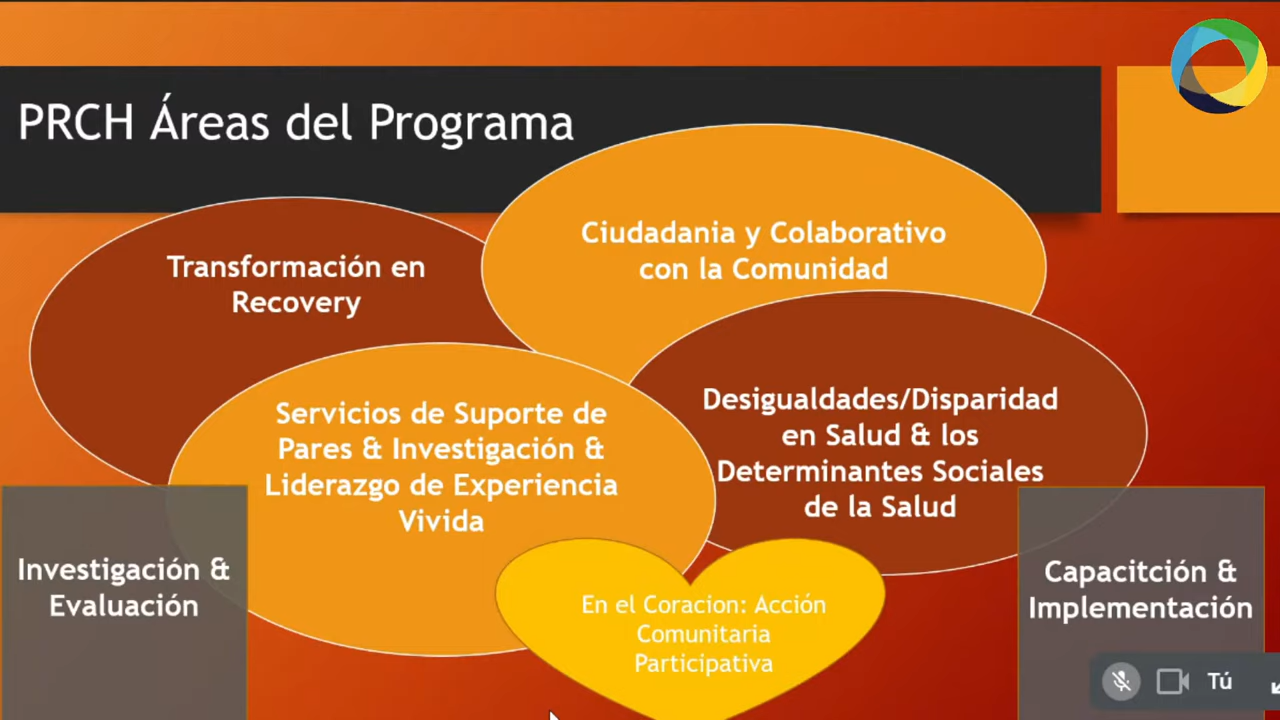 PRCH Áreas del Programa
Ciudadania y Colaborativo
con la Comunidad
Transformación en
Recovery
Desigualdades/Disparidad
en Salud & los
Determinantes Sociales
de la Salud
Servicios de Suporte de
Pares & Investigación &
Liderazgo de Experiencia
Vivida
Investigación &
Evaluación
En el Coracion: Acción
Comunitaria
Participativa
Capacitción &
Implementación
Tú